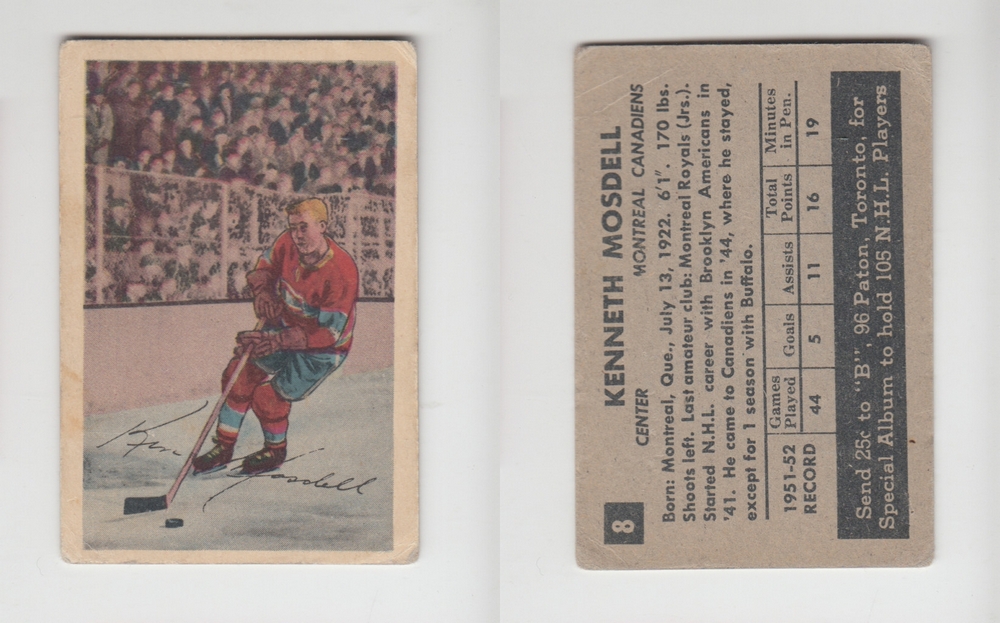 Ken Mosdell
8
KENNETH MOSDELL
CENTER MONTREAL CANADIENS
Born: Montreal, Que., July 13, 1922. 6'1". 170 lbs.
Shoots left. Last amateur club: Montreal Royals (Jrs.).
Started N.H.L. career with Brooklyn Americans in
'41. He came to Canadiens in '44, where he stayed,
except for 1 season with Buffalo.
1951-52 Games Goals Assists Total Minutes
RECORD Played Points in Pen.
44 5 11 16 19
Send 25c to "B", 96 Paton, Toronto, for
Special Album to hold 105 N.H.L. Players